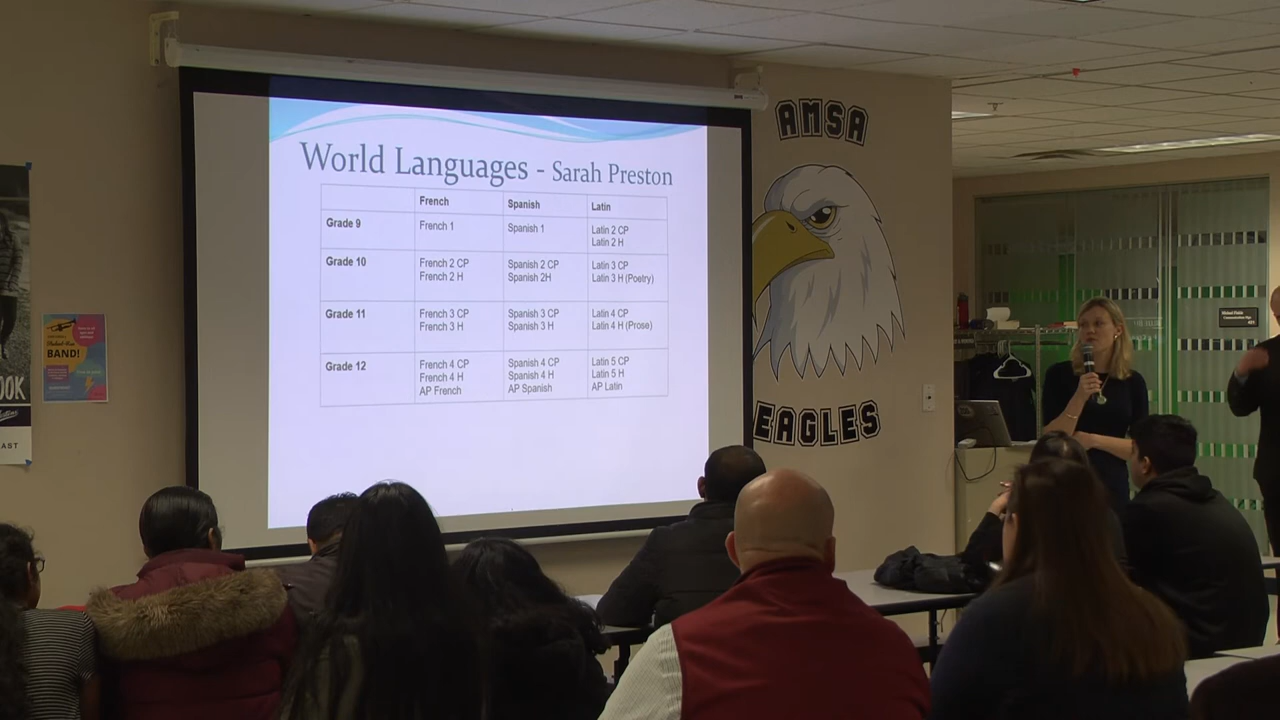 AMSA
EAGLES
World Languages - Sarah Preston
French Spanish Latin
Grade 9 French 1 Spanish 1 Latin 2 CP
Latin 2 H
Grade 10 French 2 CP Spanish 2 CP Latin 3 CP
French 2 H Spanish 2H Latin 3 H (Poetry)
Grade 11 French 3 CP Spanish 3 CP Latin 4 CP
French 3 H Spanish 3 H Latin 4 H (Prose)
Grade 12 French 4 CP Spanish 4 CP Latin 5 CP
French 4 H Spanish 4 H Latin 5 H
AP French AP Spanish AP Latin
BAND!
OOK
AST